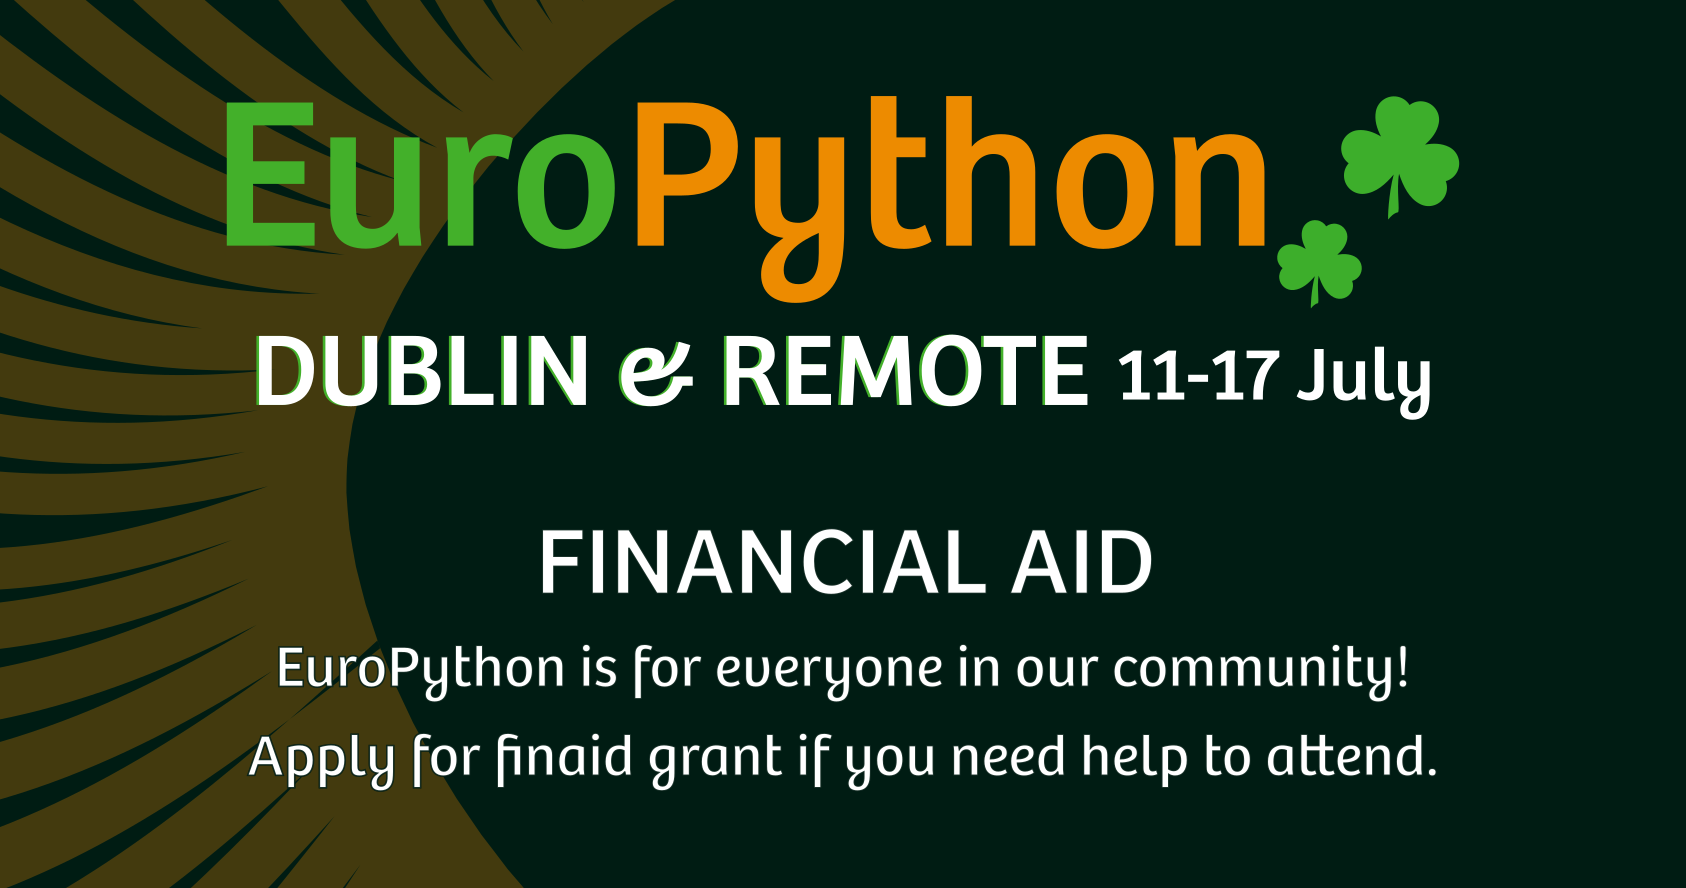 EuroPython
DUBLIN & REMOTE 11-17 July
FINANCIAL AID
EuroPython is for everyone in our community!
Apply for finaid grant if you need help to attend.